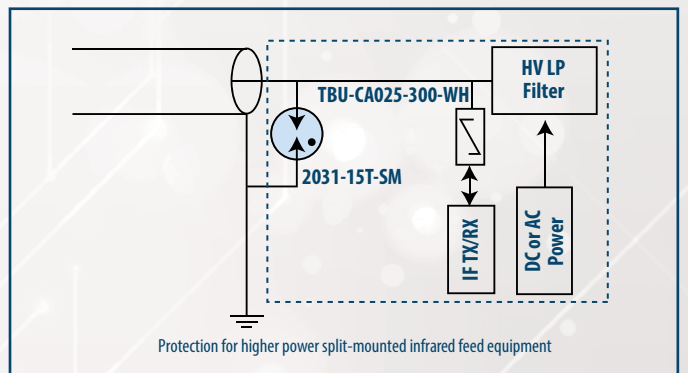 HV LP
Filter
TBU-CA025-300-WH
2031-15T-SM
IF TX/RX
DC or AC
Power
Protection for higher power split-mounted infrared feed equipment